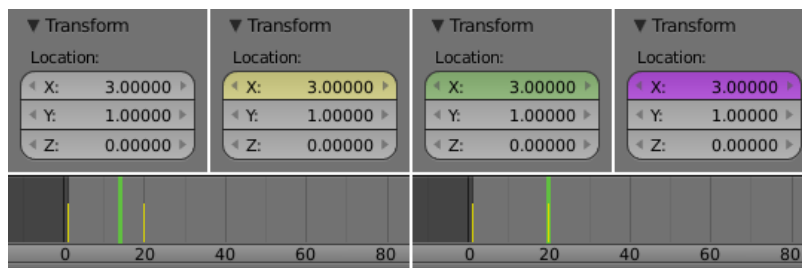 Transform Transform Transform Transform
Location: Location: Location: Location:
X: 3.00000 X: 3.00000 X: 3.00000 X: 3.00000
Y: 1.00000 Y: 1.00000 Y: 1.00000 Y: 1.00000
Z: 0.00000 Z: 0.00000 Z: 0.00000 Z: 0.00000
0 20 40 60 80 0 20 40 60 80